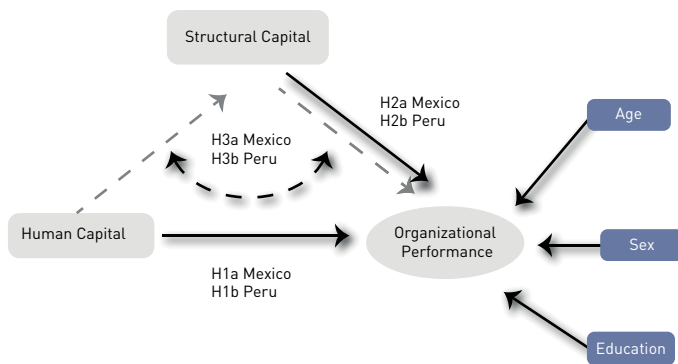 Structural Capital
H2a Mexico
H2b Peru
Age
H3a Mexico
H3b Peru
Human Capital
Organizational
Performance
Sex
H1a Mexico
H1b Peru
Education